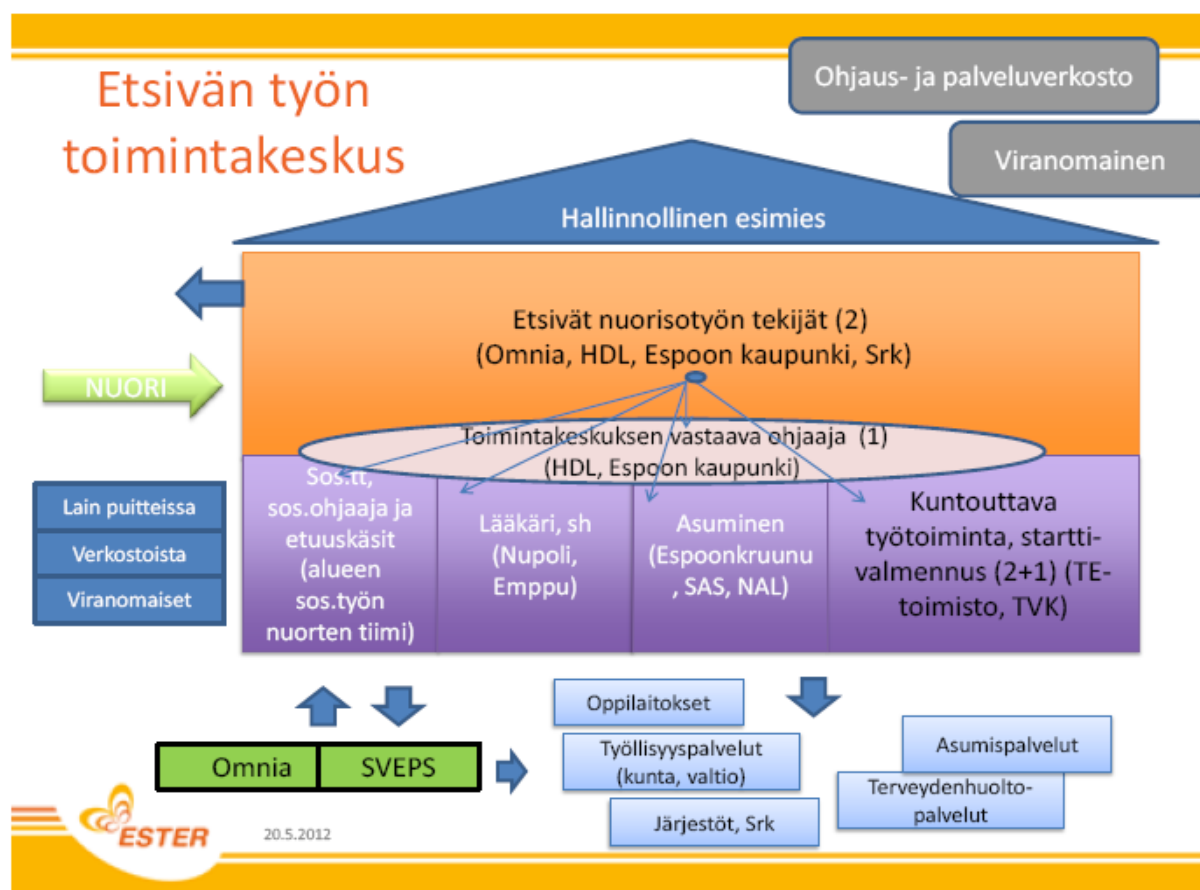 Etsivän työn
toimintakeskus
Ohjaus- ja palveluverkosto
Viranomainen
Hallinnollinen esimies
Etsivät nuorisotyön tekijät (2)
(Omnia, HDL, Espoon kaupunki, Srk)
NUORI
Toimintakeskuksen vastaava ohjaaja (1)
(HDL, Espoon kaupunki)
Lain puitteissa
Verkostoista
Viranomaiset
Sos.tt,
sos.ohjaaja ja
etuuskäsit
(alueen
sos.työn
nuorten tiimi)
Lääkäri, sh
(Nupoli,
Emppu)
Asuminen
(Espoonkruunu
, SAS, NAL)
Kuntouttava
työtoiminta, startti-
valmennus (2+1) (TE-
toimisto, TVK)
Omnia
SVEPS
Oppilaitokset
Työllisyyspalvelut
(kunta, valtio)
Järjestöt, Srk
Asumispalvelut
Terveydenhuolto-
palvelut
ESTER
20.5.2012